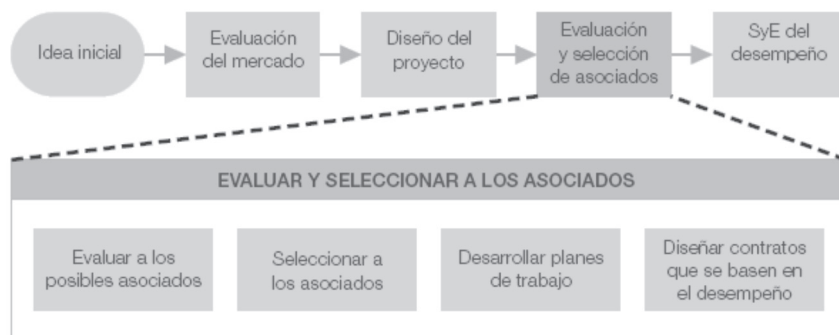 Idea inicial
Evaluación
del mercado
Diseño del
proyecto
Evaluación
y selección
de asociados
SyE del
desempeño
EVALUAR Y SELECCIONAR A LOS ASOCIADOS
Evaluar a los
posibles asociados
Seleccionar a
los asociados
Desarrollar planes
de trabajo
Diseñar contratos
que se basen en
el desempeño